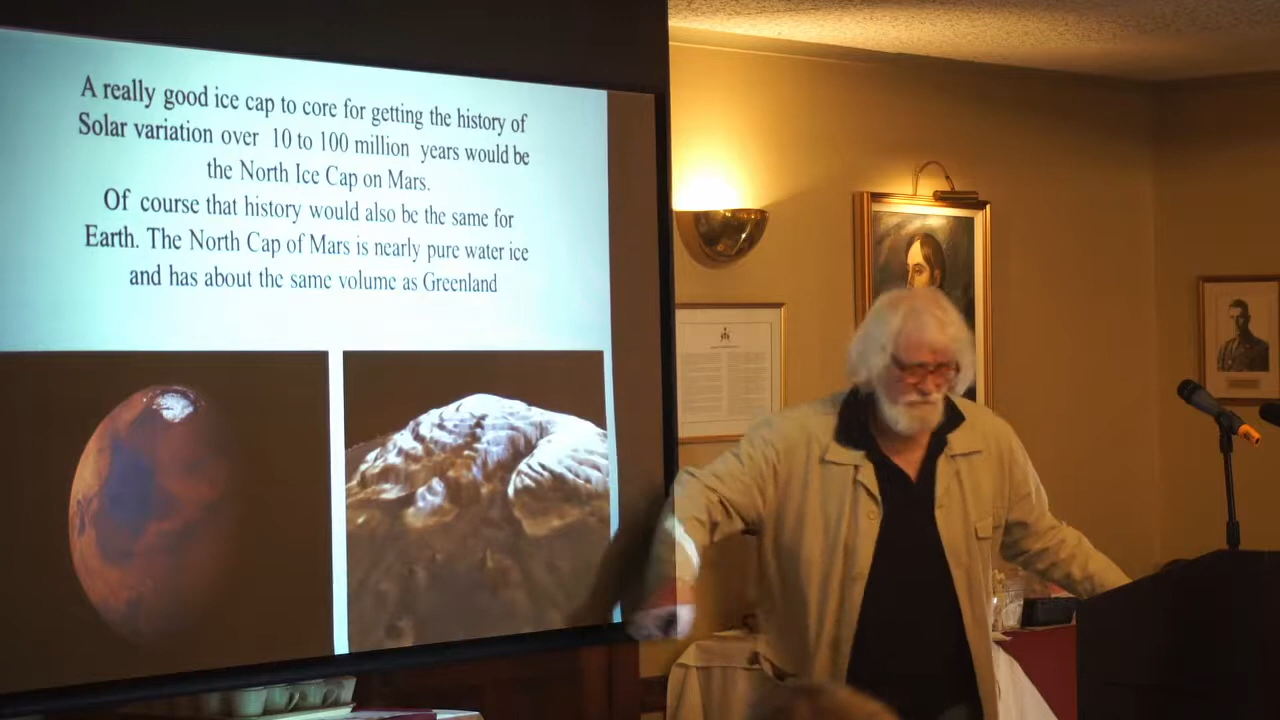 A really good ice cap to core for getting the history of
Solar variation over 10 to 100 million years would be
the North Ice Cap on Mars.
Of course that history would also be the same for
Earth. The North Cap of Mars is nearly pure water ice
and has about the same volume as Greenland